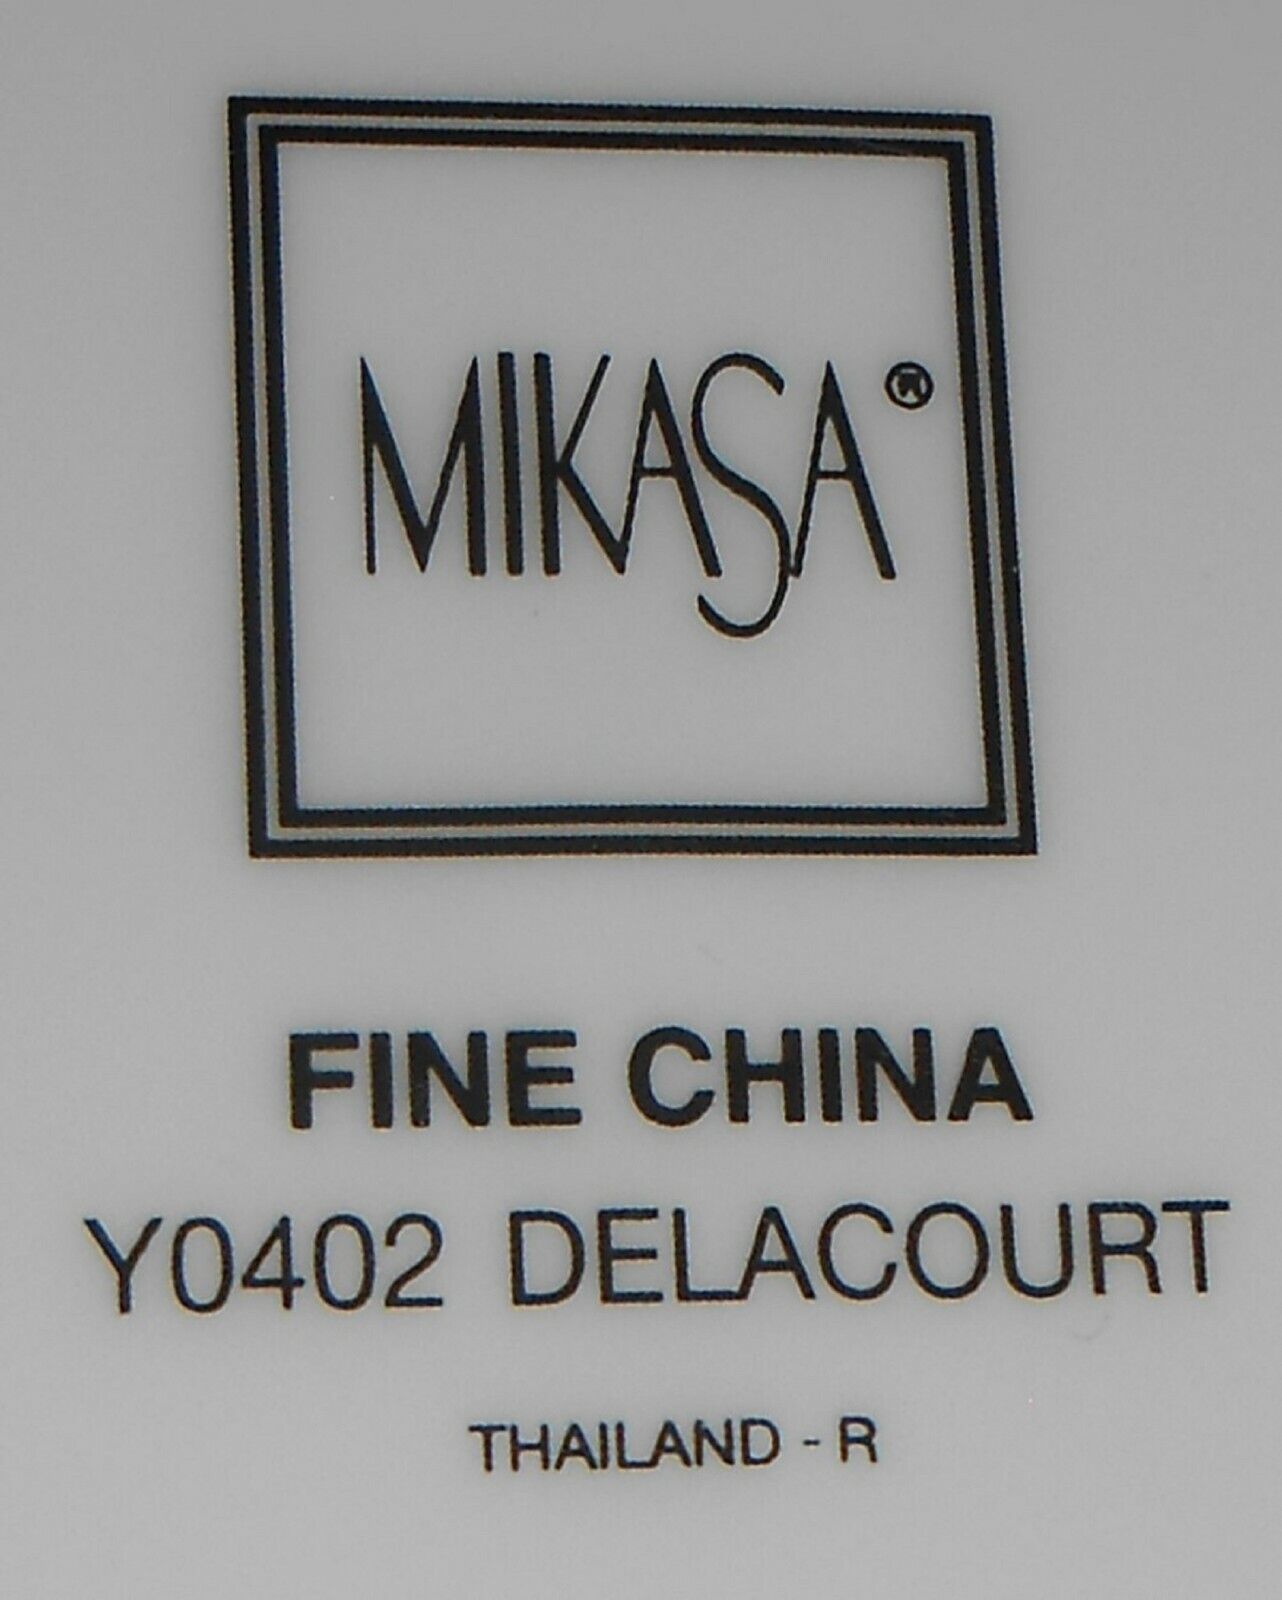 MIKASA®
FINE CHINA
Y0402 DELACOURT
THAILAND - R